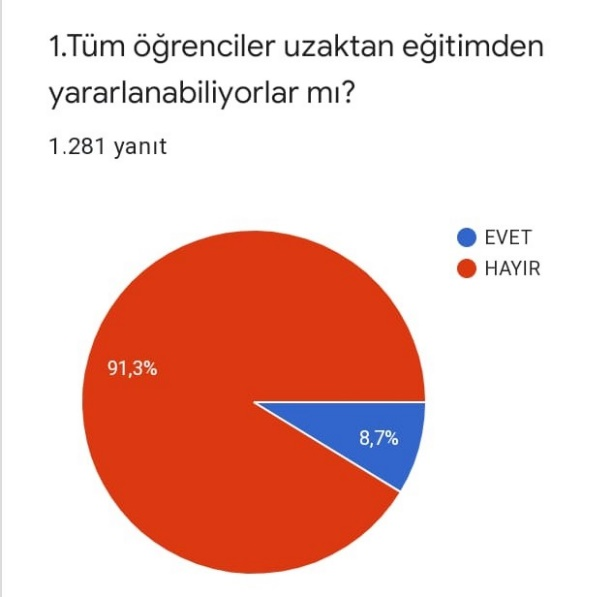 1.Tüm öğrenciler uzaktan eğitimden
yararlanabiliyorlar mı?
1.281 yanıt
EVET
HAYIR
91,3%
8,7%